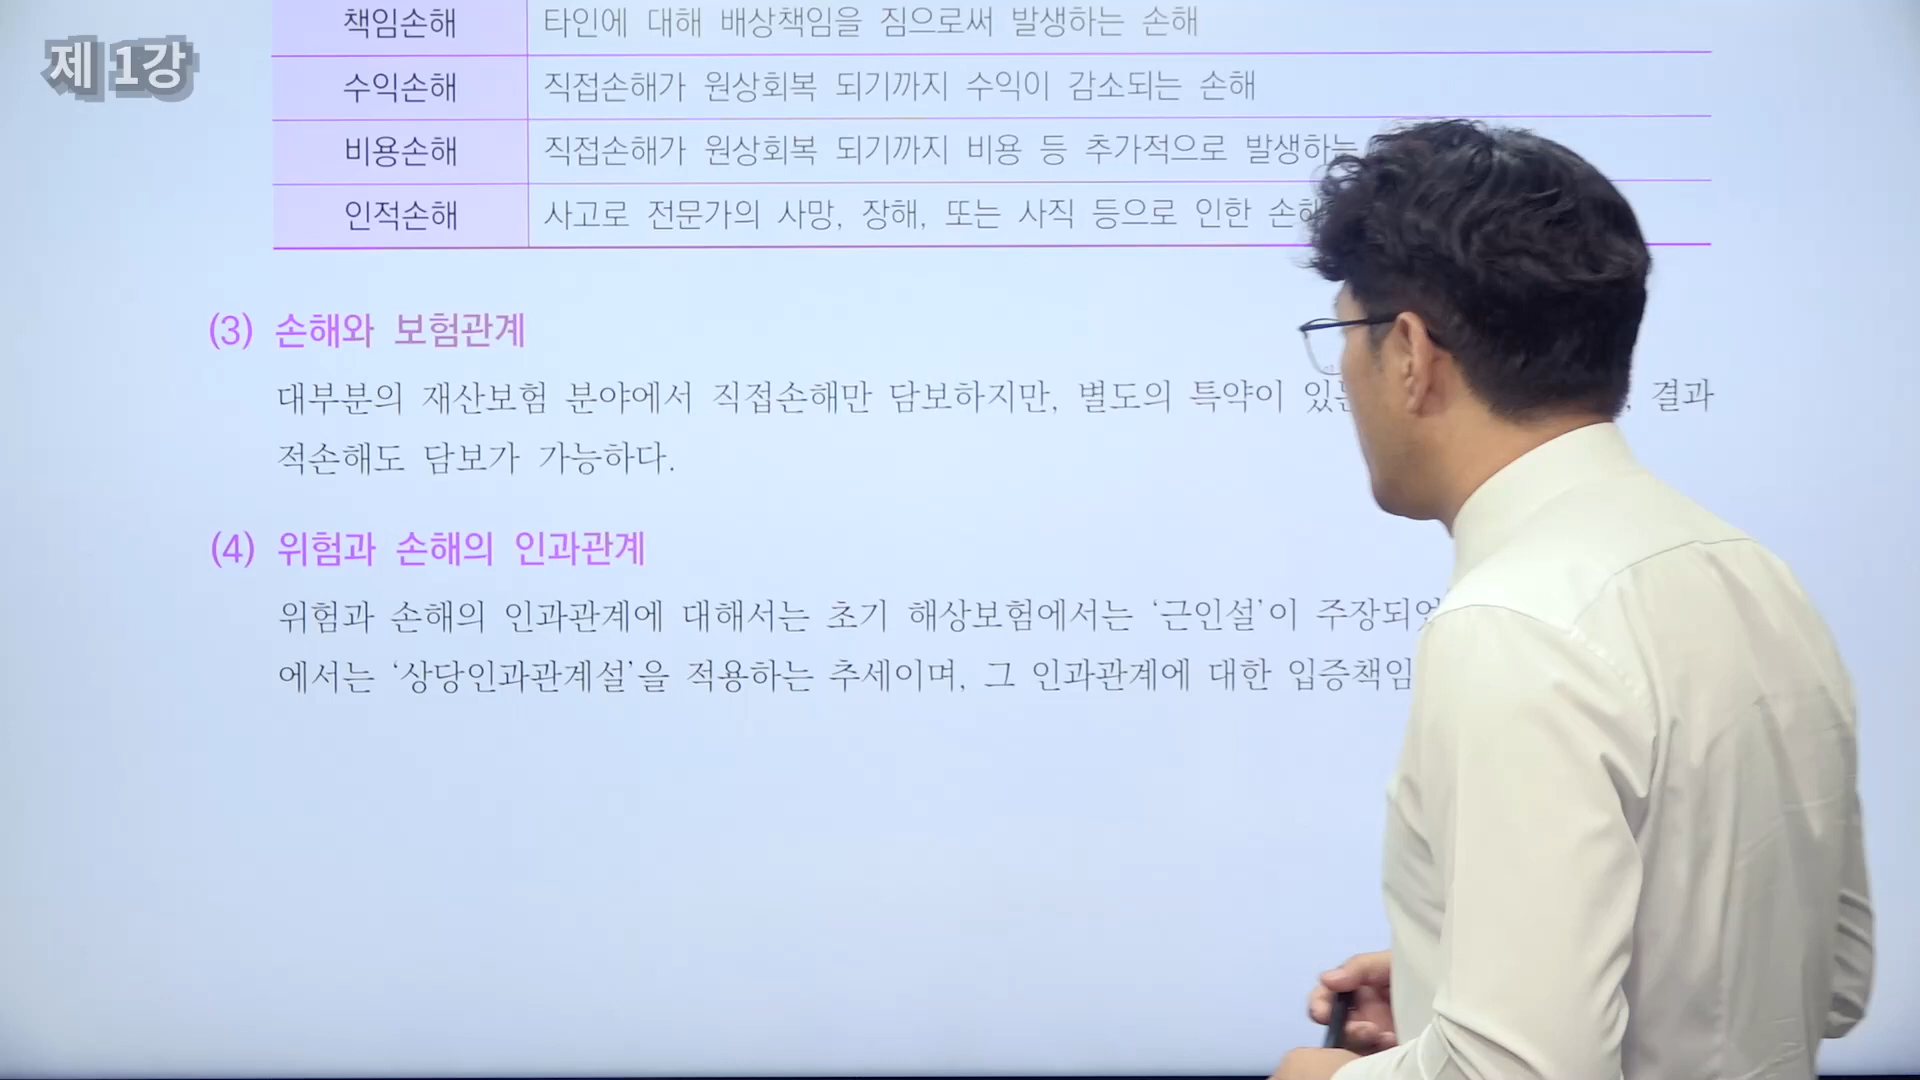 제 1강
책임손해 타인에 대해 배상책임을 짐으로써 발생하는 손해
수익손해 직접손해가 원상회복 되기까지 수익이 감소되는 손해
비용손해 직접손해가 원상회복 되기까지 비용 등 추가적으로 발생하는
인적손해 사고로 전문가의 사망, 장해, 또는 사직 등으로 인한 손해
(3) 손해와 보험관계
대부분의 재산보험 분야에서 직접손해만 담보하지만, 별도의 특약이 , 결과
적손해도 담보가 가능하다.
(4) 위험과 손해의 인과관계
위험과 손해의 인과관계에 대해서는 초기 해상보험에서는 ‘근인설’이
에서는 ‘상당인과관계설’을 적용하는 추세이며, 그 인과관계에 대한 입증책임